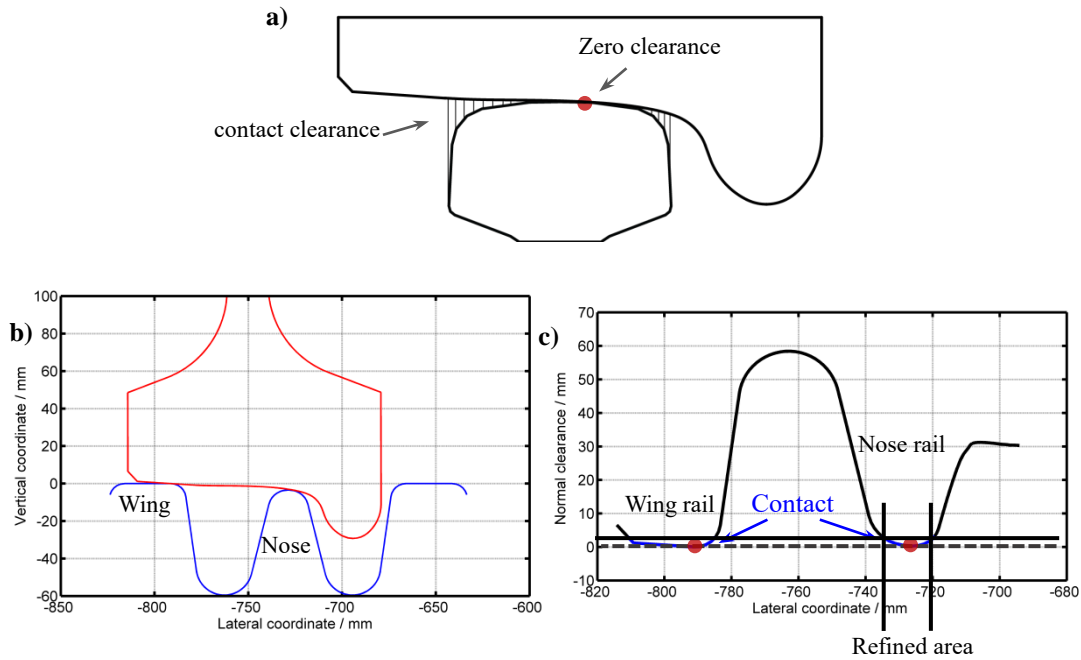 a)
Zero clearance
contact clearance
b)
Vertical coordinate / mm
100
80
60
40
20
0
-20
-40
-60
-850
-800
-750
-700
-650
-600
Lateral coordinate / mm
Wing
Nose
c)
Normal clearance / mm
70
60
50
40
30
20
10
0
-10
-820
-800
-780
-760
-740
-720
-700
-680
Lateral coordinate / mm
Nose rail
Wing rail
Contact
Refined area